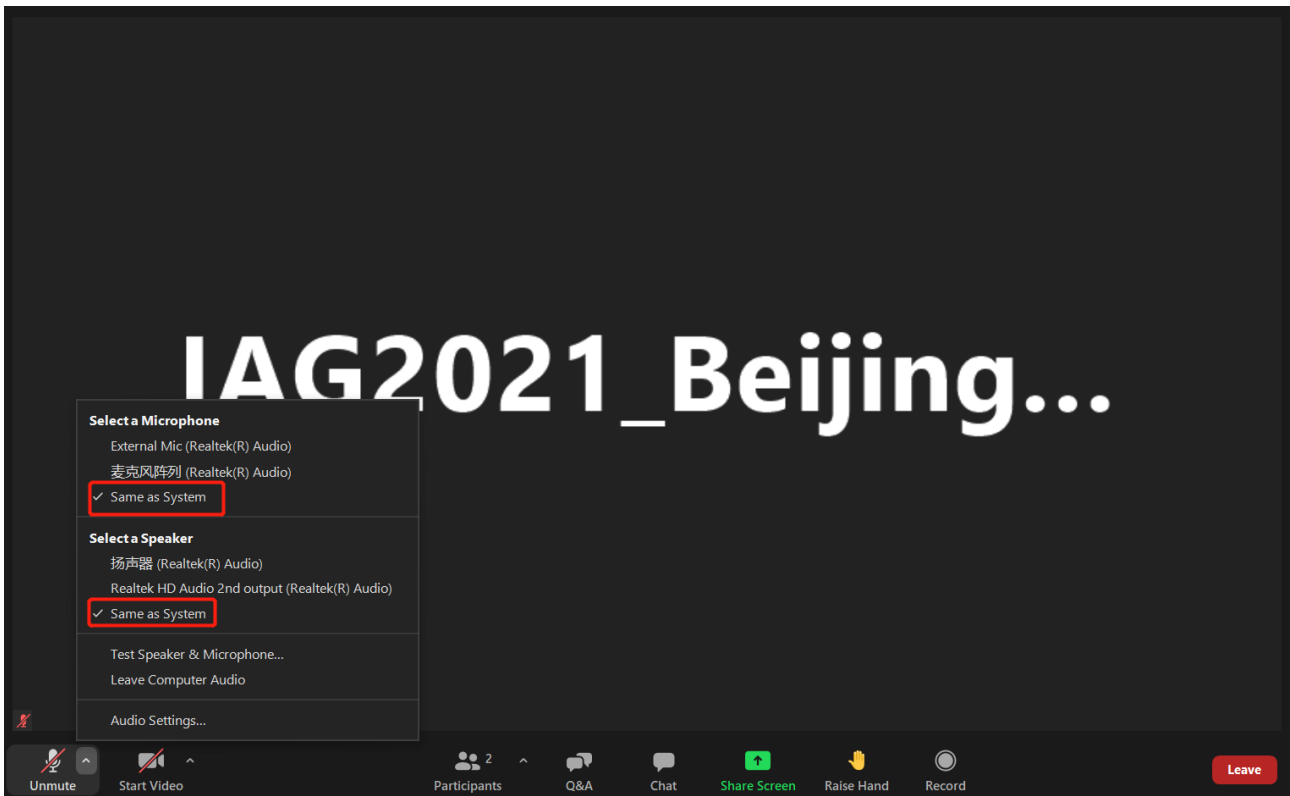 IAG2021_Beijing...
Select a Microphone
External Mic (Realtek(R) Audio)
麦克风阵列 (Realtek(R) Audio)
✓ Same as System
Select a Speaker
扬声器 (Realtek(R) Audio)
Realtek HD Audio 2nd output (Realtek(R) Audio)
✓ Same as System
Test Speaker & Microphone...
Leave Computer Audio
Audio Settings...
2
Unmute
Start Video
Participants
Q&A
Chat
Share Screen
Raise Hand
Record
Leave